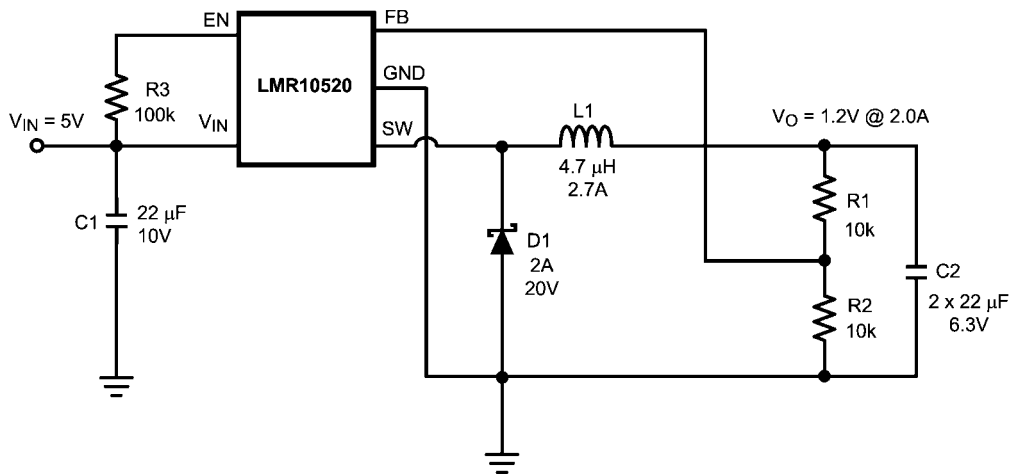 EN
FB
LMR10520
GND
R3
100k
V_IN = 5V
V_IN
SW
L1
V_O = 1.2V @ 2.0A
4.7 μH
2.7A
C1
22 μF
10V
D1
2A
20V
R1
10k
R2
10k
C2
2 x 22 μF
6.3V